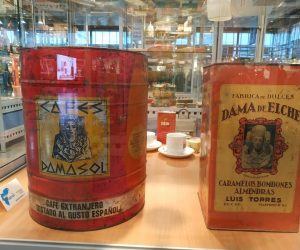 CAFES
DAMASOL
CAFE EXTRANJERO
TOSTADO AL GUSTO ESPAÑOL
FABRICA DE DULCES
DAMA DE ELCHE
CARAMELOS BOMBONES
ALMENDRAS
LUIS TORRES